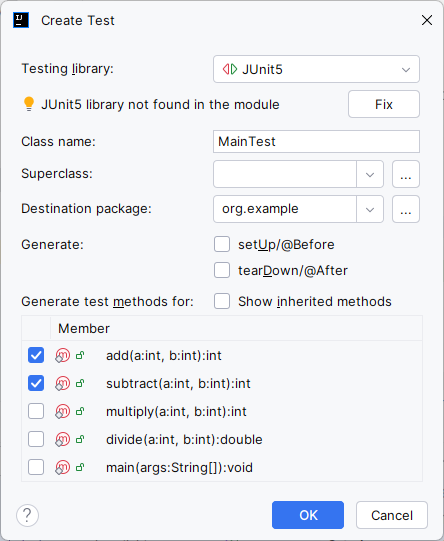 Create Test
Testing library: JUnit5
JUnit5 library not found in the module Fix
Class name: MainTest
Superclass: ...
Destination package: org.example ...
Generate: setUp/@Before
tearDown/@After
Generate test methods for: Show inherited methods
Member
add(a:int, b:int):int
subtract(a:int, b:int):int
multiply(a:int, b:int):int
divide(a:int, b:int):double
main(args:String[]):void
? OK Cancel